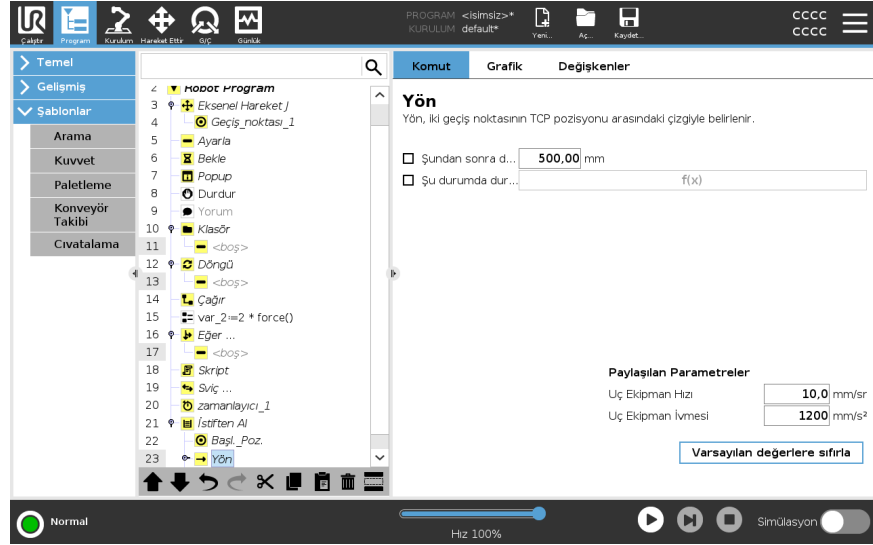 UR
Çalıştır
Program
Kurulum
Hareket Ettir
G/Ç
Günlük
PROGRAM <isimsiz>*
KURULUM default*
Yeni...
Aç...
Kaydet...
CCCC
CCCC
Temel
Gelişmiş
Şablonlar
Arama
Kuvvet
Paletleme
Konveyör
Takibi
Cıvatalama
2 Robot Program
3 Eksenel Hareket J
4 Geçiş_noktası_1
5 Ayarla
6 Bekle
7 Popup
8 Durdur
9 Yorum
10 Klasör
11 <boş>
12 Döngü
13 <boş>
14 Çağır
15 var_2:=2 * force()
16 Eğer ...
17 <boş>
18 Skript
19 Sviç ...
20 zamanlayıcı_1
21 İstiften Al
22 Başl._Poz.
23 Yön
Komut Grafik Değişkenler
Yön
Yön, iki geçiş noktasının TCP pozisyonu arasındaki çizgiyle belirlenir.
Şundan sonra d... 500,00 mm
Şu durumda dur... f(x)
Paylaşılan Parametreler
Uç Ekipman Hızı 10,0 mm/sr
Uç Ekipman İvmesi 1200 mm/s²
Varsayılan değerlere sıfırla
Normal
Hız 100%
Simülasyon